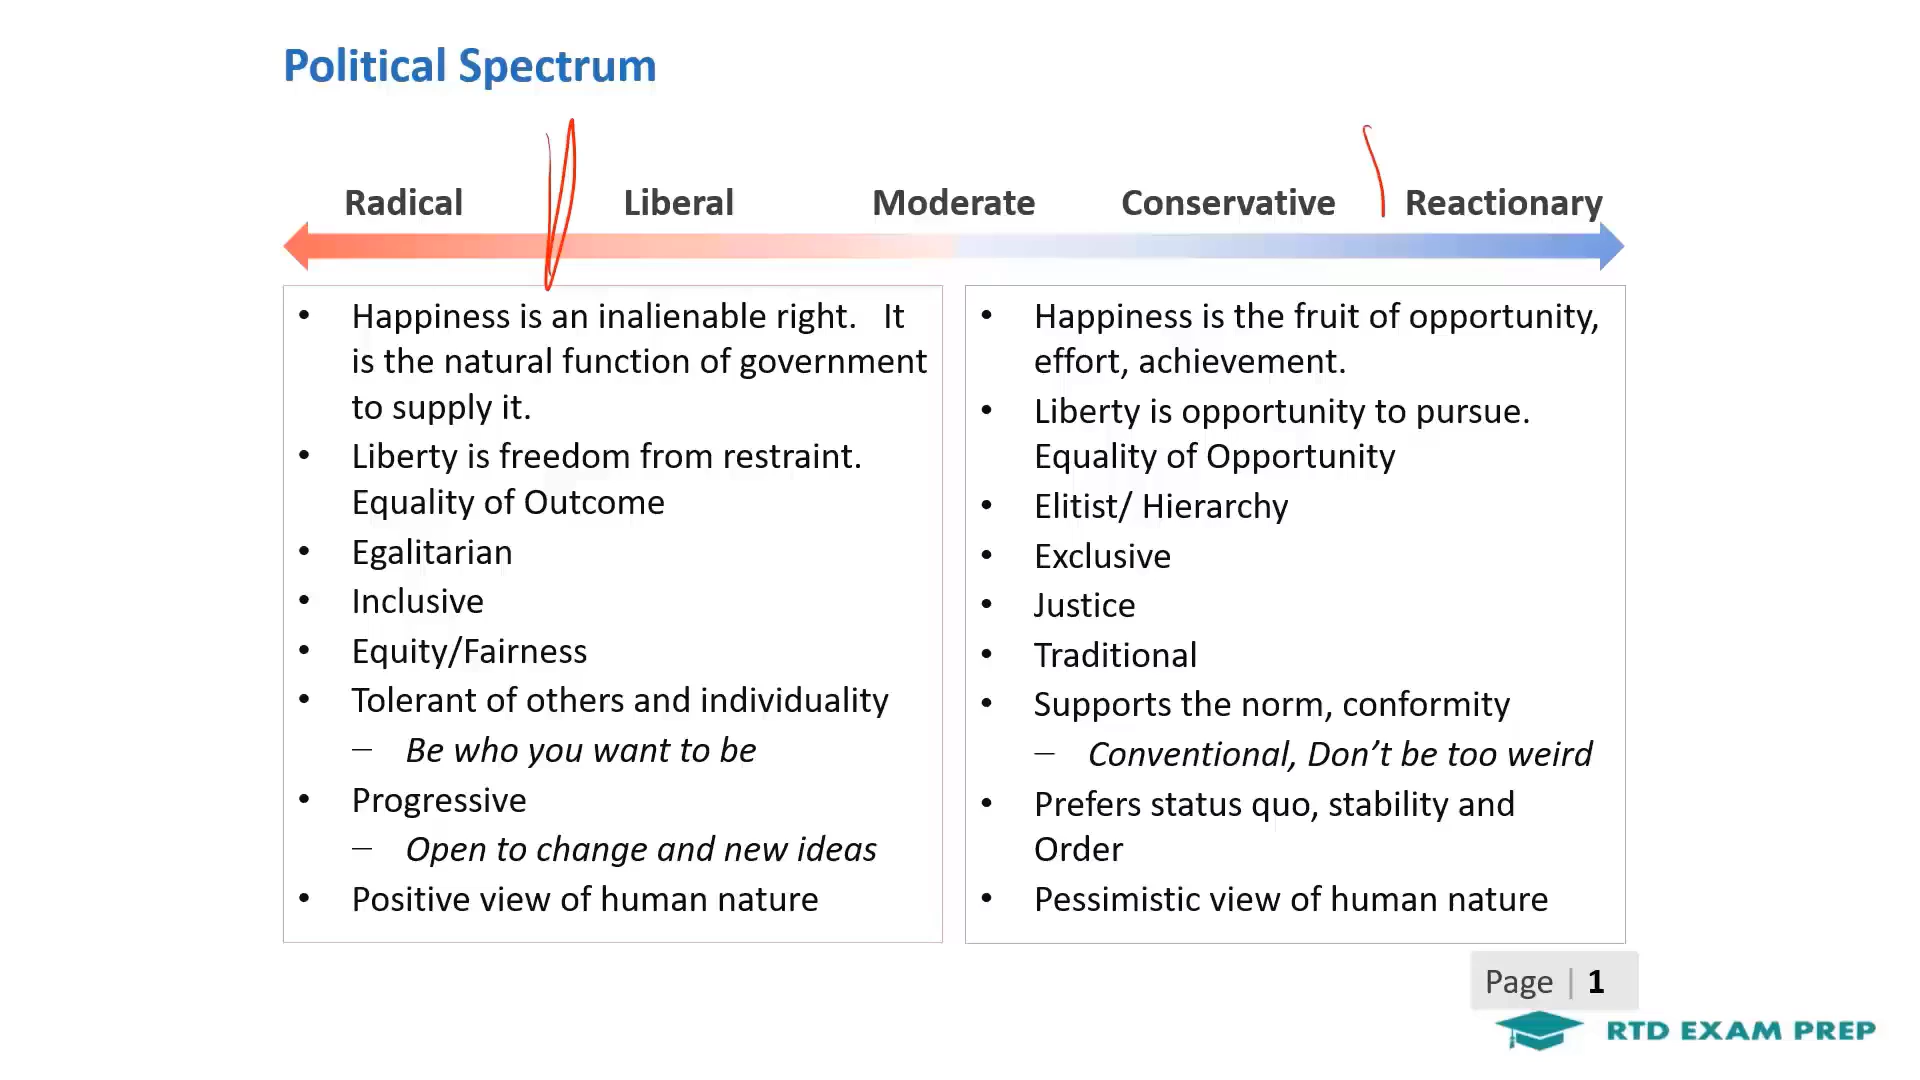 Political Spectrum
Radical Liberal Moderate Conservative Reactionary
• Happiness is an inalienable right. It
is the natural function of government
to supply it.
• Liberty is freedom from restraint.
Equality of Outcome
• Egalitarian
• Inclusive
• Equity/Fairness
• Tolerant of others and individuality
– Be who you want to be
• Progressive
– Open to change and new ideas
• Positive view of human nature
• Happiness is the fruit of opportunity,
effort, achievement.
• Liberty is opportunity to pursue.
Equality of Opportunity
• Elitist/ Hierarchy
• Exclusive
• Justice
• Traditional
• Supports the norm, conformity
– Conventional, Don’t be too weird
• Prefers status quo, stability and
Order
• Pessimistic view of human nature
Page | 1
RTD EXAM PREP